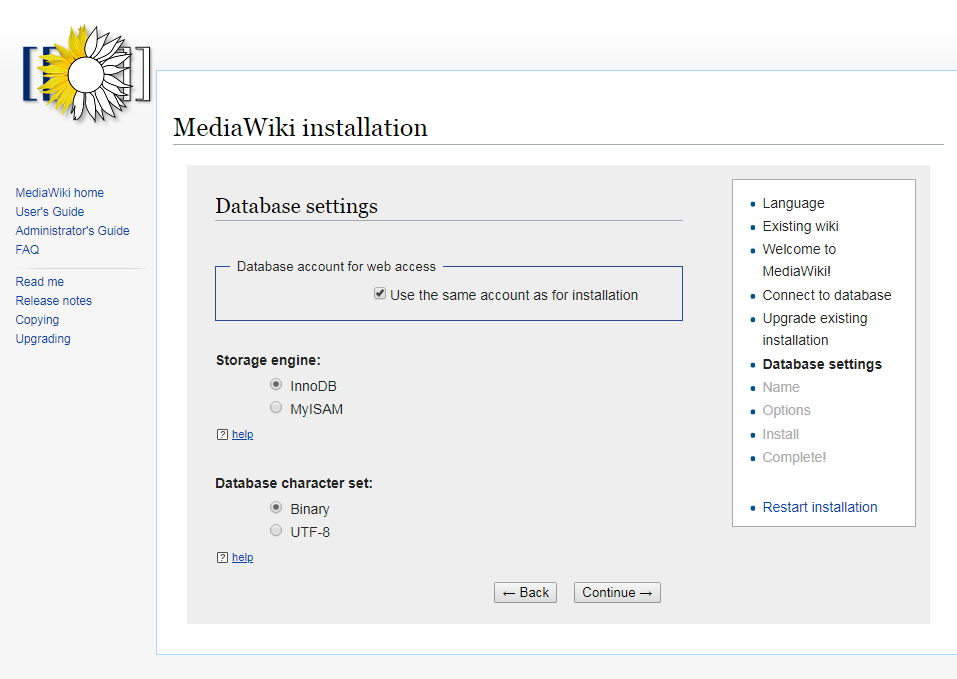 MediaWiki installation
MediaWiki home
User's Guide
Administrator's Guide
FAQ
Read me
Release notes
Copying
Upgrading
Database settings
Database account for web access
Use the same account as for installation
Storage engine:
InnoDB
MyISAM
? help
Database character set:
Binary
UTF-8
? help
← Back
Continue →
Language
Existing wiki
Welcome to
MediaWiki!
Connect to database
Upgrade existing
installation
Database settings
Name
Options
Install
Complete!
Restart installation